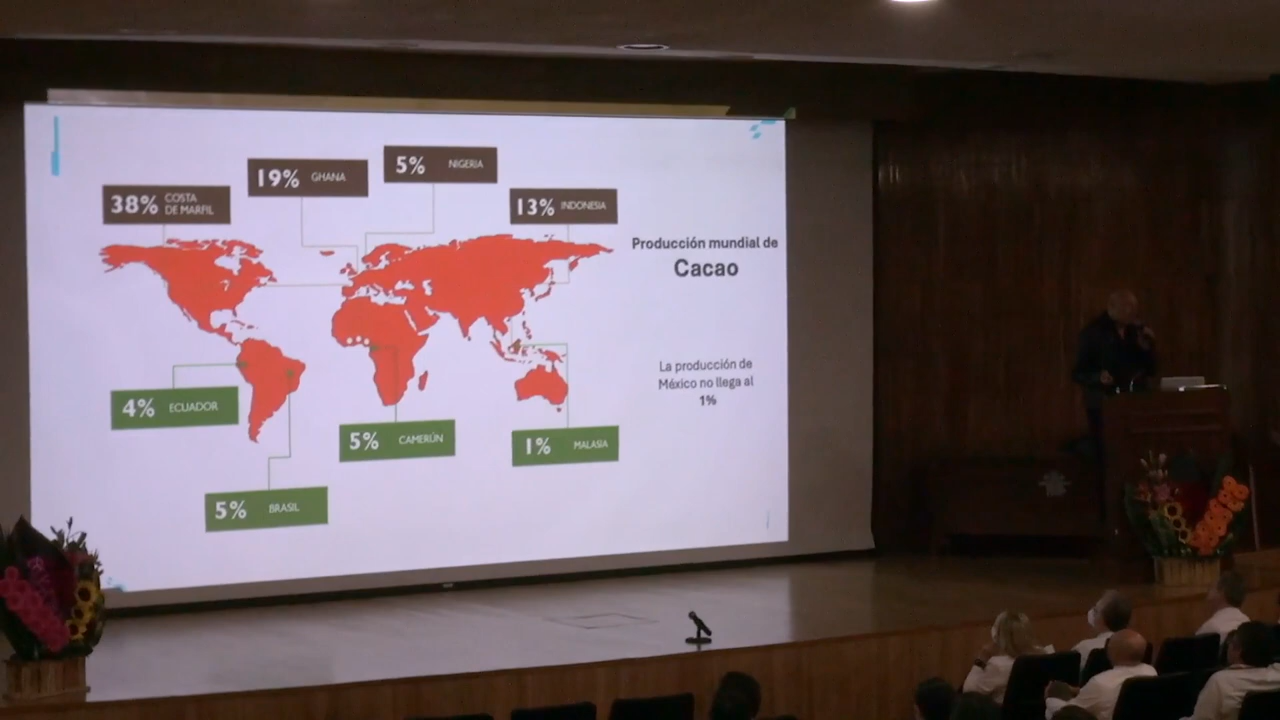 5% NIGERIA
19% GHANA
38% COSTA
DE MARFIL
13% INDONESIA
Producción mundial de
Cacao
La producción de
México no llega al
1%
4% ECUADOR
5% CAMERÚN
1% MALASIA
5% BRASIL